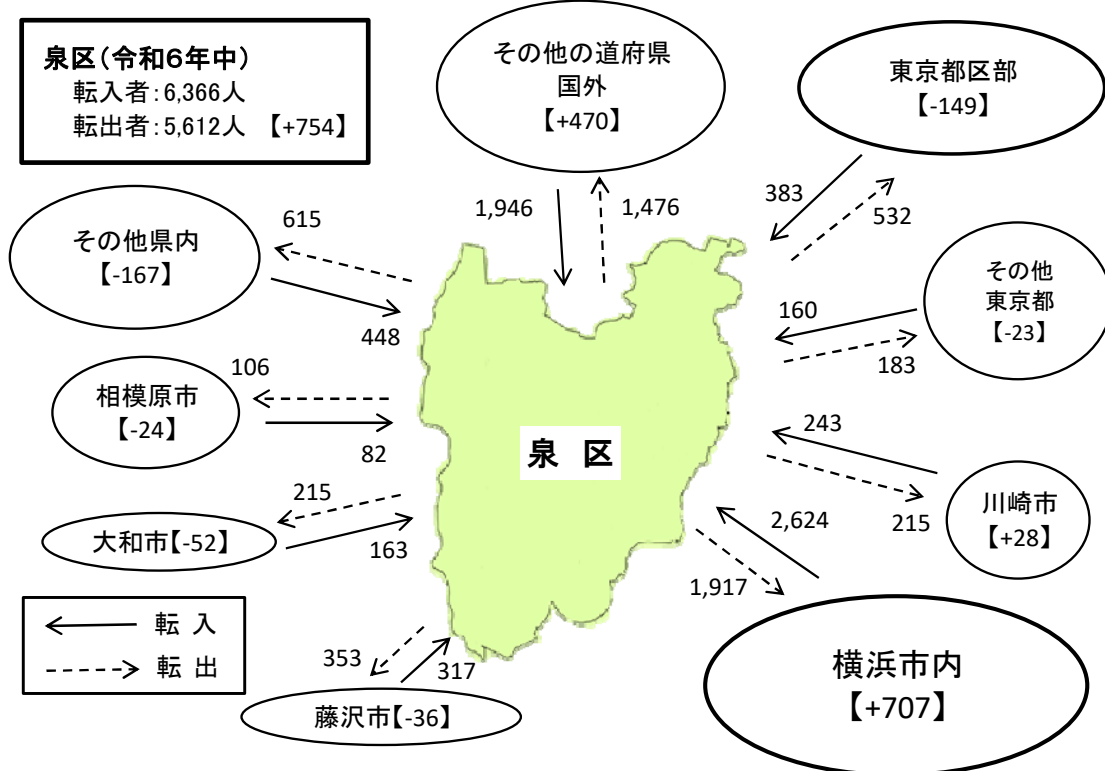 泉区(令和6年中)
転入者:6,366人
転出者:5,612人 【+754】
その他の道府県
国外
【+470】
東京都区部
【-149】
1,946
1,476
383
532
その他県内
【-167】
615
448
その他
東京都
【-23】
160
183
相模原市
【-24】
106
82
泉 区
243
215
川崎市
【+28】
大和市【-52】
215
163
2,624
1,917
横浜市内
【+707】
転 入
転 出
353
317
藤沢市【-36】